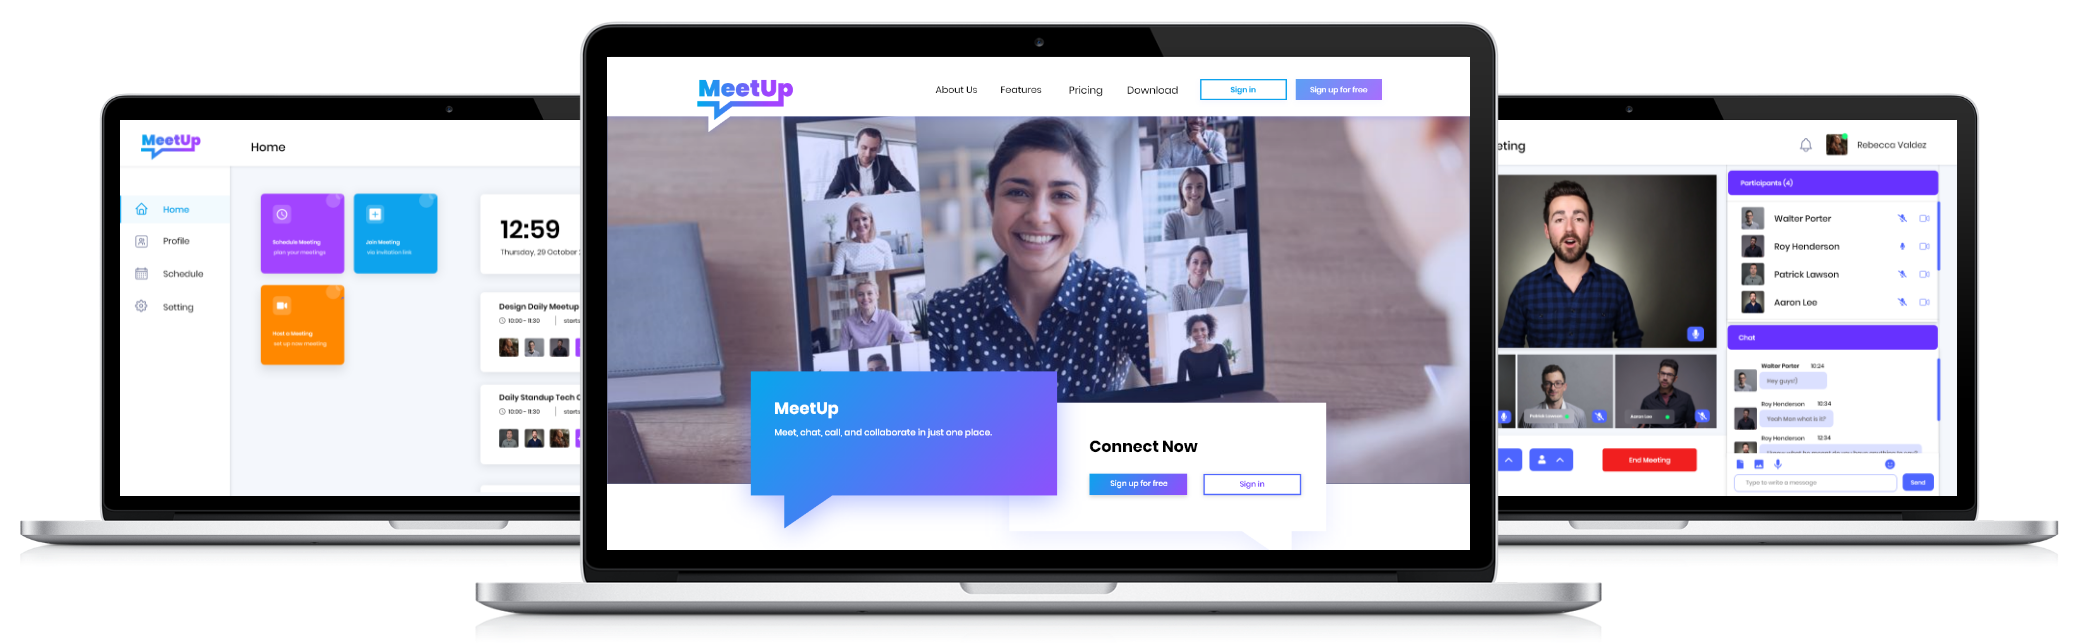 MeetUp
Home
Home
Profile
Schedule
Setting
Schedule Meeting
plan your meetings
Join Meeting
via invitation link
Host a Meeting
set up new meeting
12:59
Thursday, 29 October
Design Daily Meetup
10:00 - 11:30
starts
Daily Standup Tech
10:00 - 11:30
starts
MeetUp
About Us
Features
Pricing
Download
Sign in
Sign up for free
MeetUp
Meet, chat, call, and collaborate in just one place.
Connect Now
Sign up for free
Sign in
eting
Rebecca Valdez
Participants (4)
Walter Porter
Roy Henderson
Patrick Lawson
Aaron Lee
Patrick Lawson
Aaron Lee
End Meeting
Chat
Walter Porter 10:24
Hey guys!)
Roy Henderson 10:34
Yeah Man what is it?
Roy Henderson 12:34
Type to write a message
Send